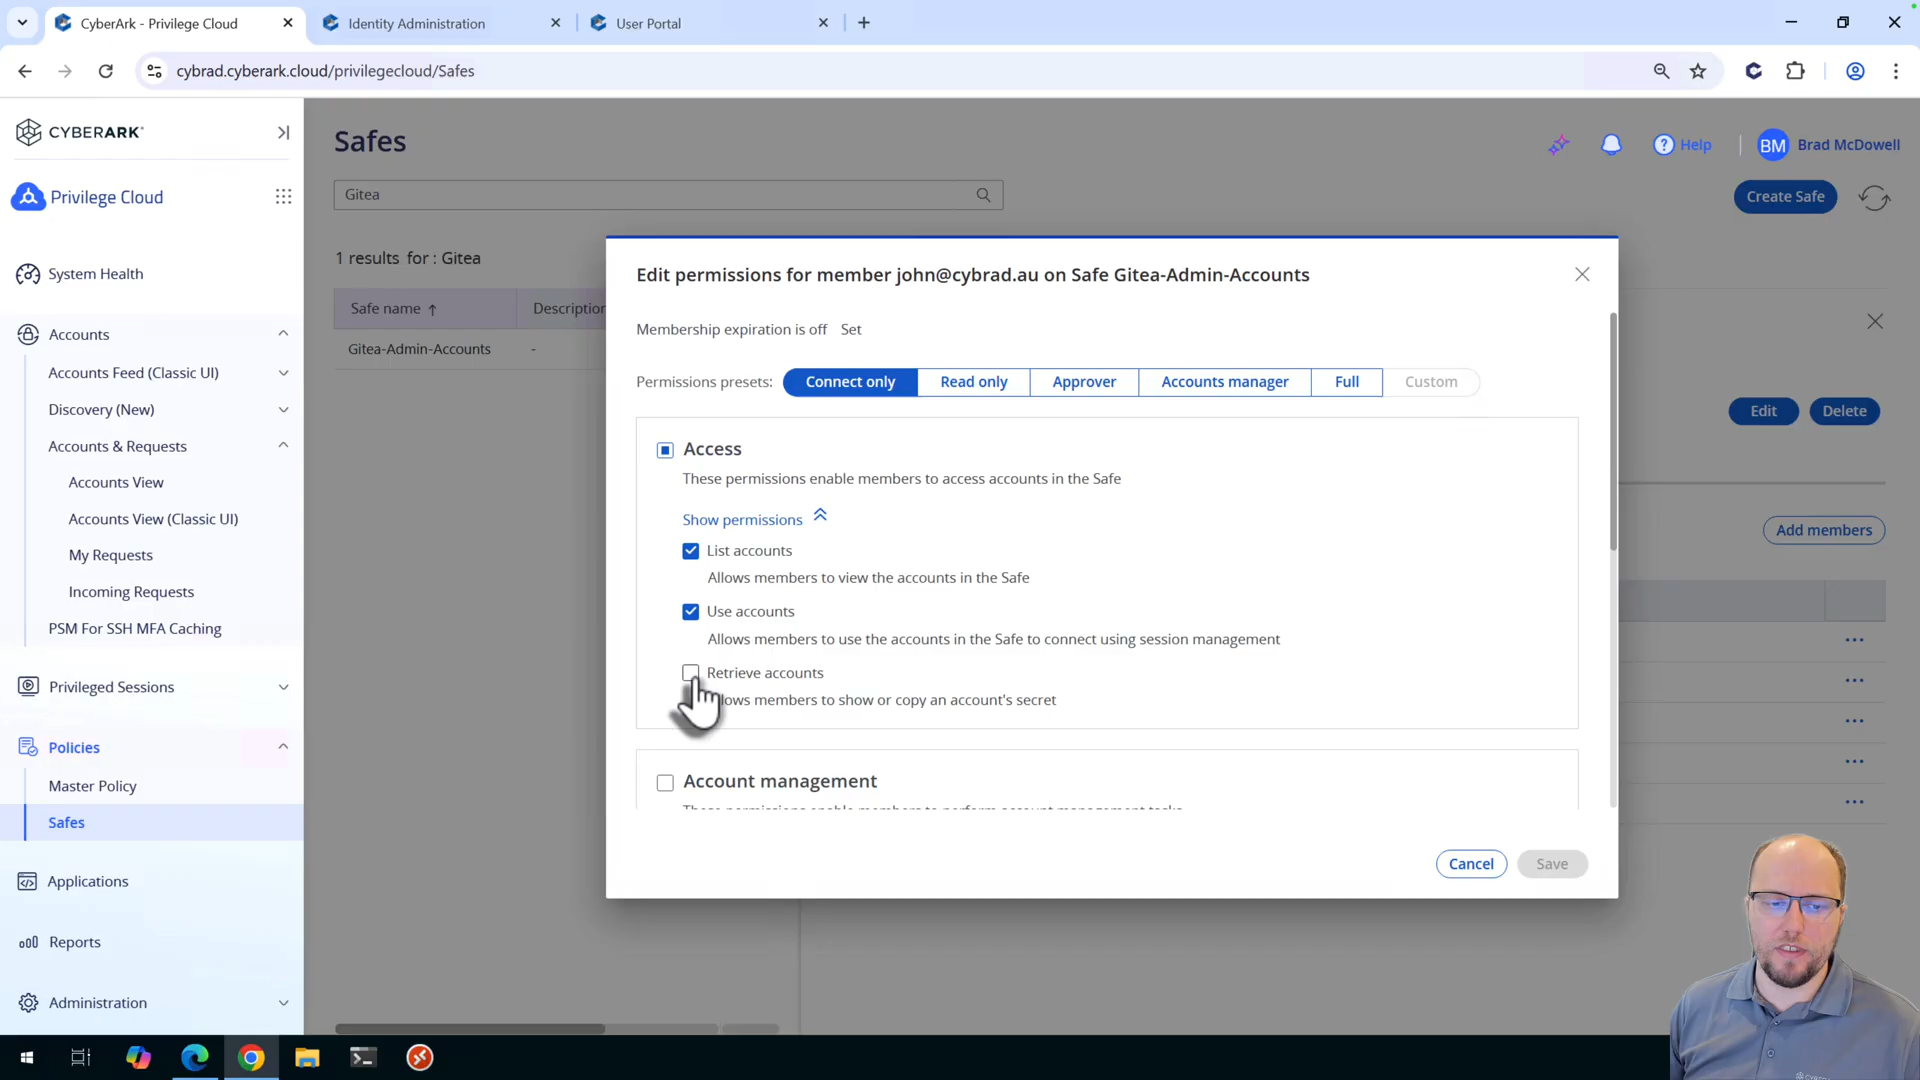 CyberArk - Privilege Cloud
Identity Administration
User Portal
cybrad.cyberark.cloud/privilegecloud/Safes
CYBERARK
Safes
Help
BM
Brad McDowell
Privilege Cloud
Gitea
Create Safe
System Health
1 results for : Gitea
Safe name
Description
Gitea-Admin-Accounts
-
Accounts
Accounts Feed (Classic UI)
Discovery (New)
Accounts & Requests
Accounts View
Accounts View (Classic UI)
My Requests
Incoming Requests
PSM For SSH MFA Caching
Privileged Sessions
Policies
Master Policy
Safes
Applications
Reports
Administration
Edit permissions for member john@cybrad.au on Safe Gitea-Admin-Accounts
Membership expiration is off Set
Permissions presets: Connect only Read only Approver Accounts manager Full Custom
Access
These permissions enable members to access accounts in the Safe
Show permissions
List accounts
Allows members to view the accounts in the Safe
Use accounts
Allows members to use the accounts in the Safe to connect using session management
Retrieve accounts
lows members to show or copy an account's secret
Account management
These permissions enable members to perform account management tasks
Cancel
Save
Edit
Delete
Add members